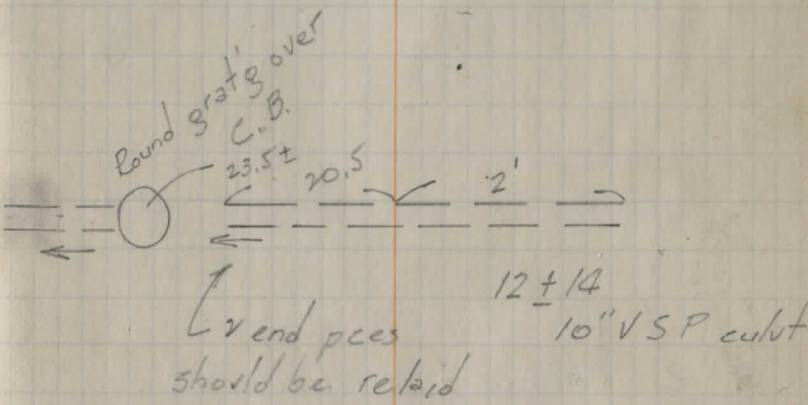 Round grat'g over
C.B.
23.5±
20.5
2'
12 ± 14
10" V S P culvt
2 end pces
should be relaid